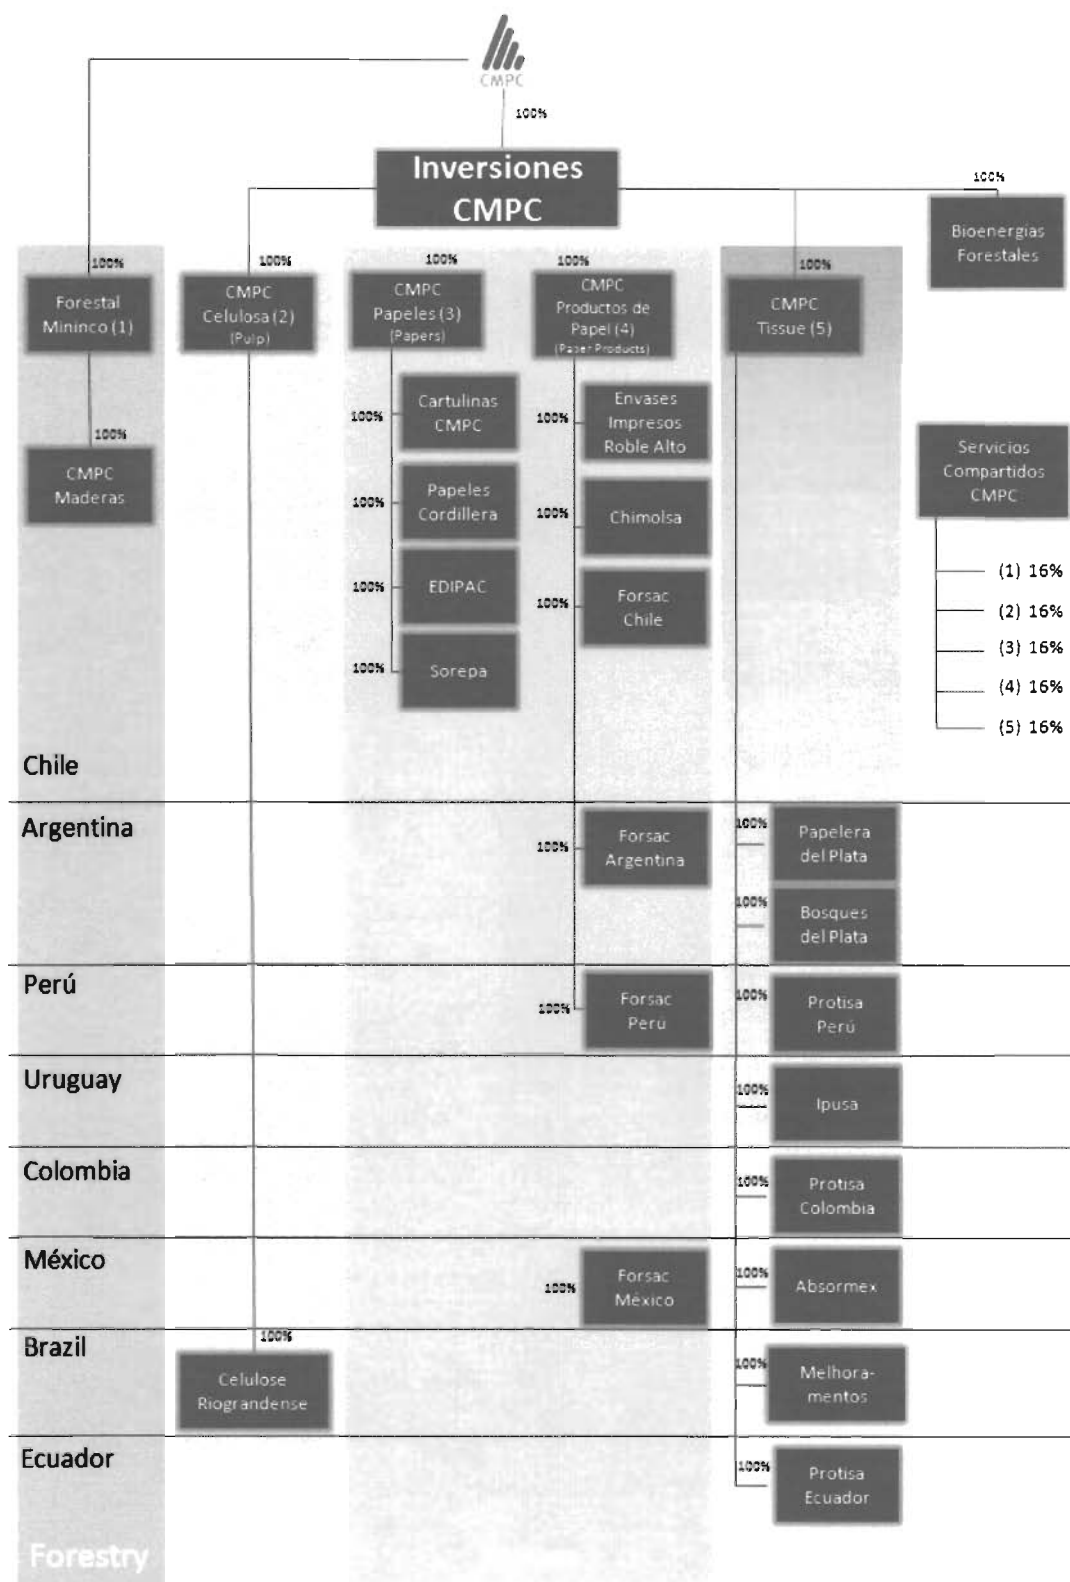 CMPC
100%
Inversiones
CMPC
100%
Bioenergías
Forestales
100%
Forestal
Mininco (1)
100%
CMPC
Celulosa (2)
(Pulp)
100%
CMPC
Papeles (3)
(Papers)
100%
CMPC
Productos de
Papel (4)
(Paper Products)
100%
CMPC
Tissue (5)
100%
CMPC
Maderas
100%
Cartulinas
CMPC
100%
Papeles
Cordillera
100%
EDIPAC
100%
Sorepa
100%
Envases
Impresos
Roble Alto
100%
Chimolsa
100%
Forsac
Chile
Servicios
Compartidos
CMPC
(1) 16%
(2) 16%
(3) 16%
(4) 16%
(5) 16%
Chile
Argentina
100%
Forsac
Argentina
100%
Papelera
del Plata
100%
Bosques
del Plata
Perú
100%
Forsac
Perú
100%
Protisa
Perú
Uruguay
100%
Ipusa
Colombia
100%
Protisa
Colombia
México
100%
Forsac
México
100%
Absormex
Brazil
100%
Celulose
Riograndense
100%
Melhora-
mentos
Ecuador
100%
Protisa
Ecuador
Forestry